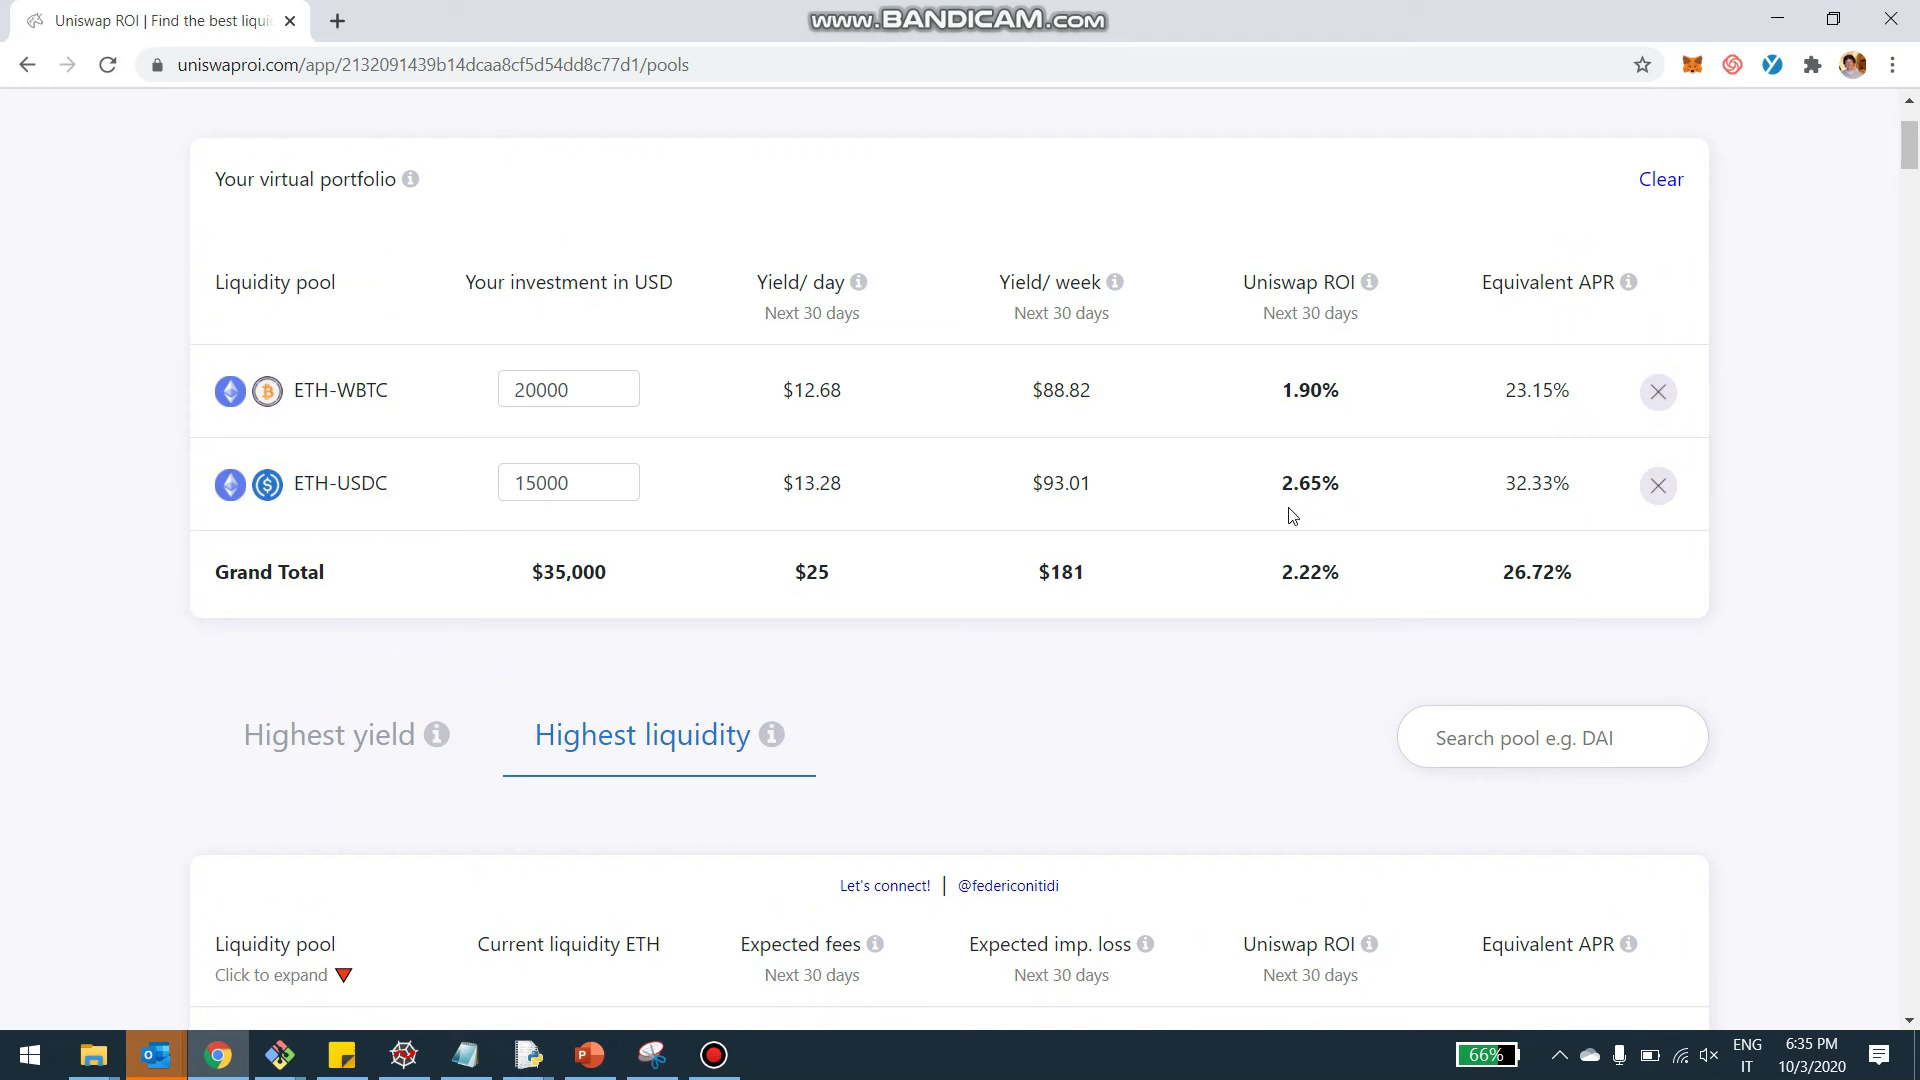 Uniswap ROI | Find the best liqui
www.BANDICAM.com
uniswaproi.com/app/2132091439b14dcaa8cf5d54dd8c77d1/pools
Your virtual portfolio
Clear
Liquidity pool
Your investment in USD
Yield/ day
Next 30 days
Yield/ week
Next 30 days
Uniswap ROI
Next 30 days
Equivalent APR
ETH-WBTC
20000
$12.68
$88.82
1.90%
23.15%
ETH-USDC
15000
$13.28
$93.01
2.65%
32.33%
Grand Total
$35,000
$25
$181
2.22%
26.72%
Highest yield
Highest liquidity
Search pool e.g. DAI
Let's connect! | @federiconitidi
Liquidity pool
Click to expand
Current liquidity ETH
Expected fees
Next 30 days
Expected imp. loss
Next 30 days
Uniswap ROI
Next 30 days
Equivalent APR
66%
ENG
IT
6:35 PM
10/3/2020